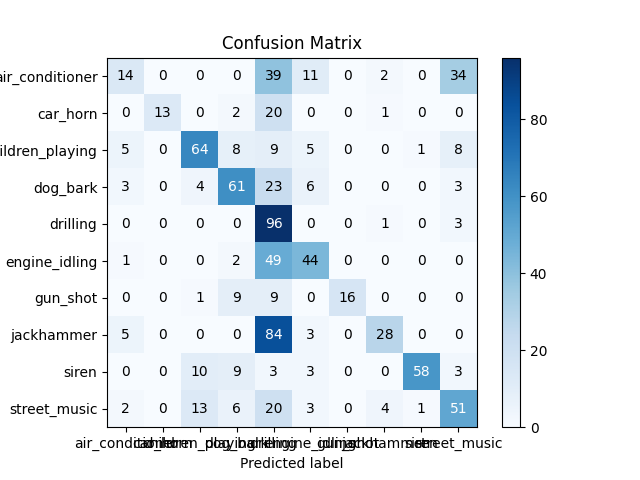 Confusion Matrix
air_conditioner 14 0 0 0 39 11 0 2 0 34
car_horn 0 13 0 2 20 0 0 1 0 0
ildren_playing 5 0 64 8 9 5 0 0 1 8
dog_bark 3 0 4 61 23 6 0 0 0 3
drilling 0 0 0 0 96 0 0 1 0 3
engine_idling 1 0 0 2 49 44 0 0 0 0
gun_shot 0 0 1 9 9 0 16 0 0 0
jackhammer 5 0 0 0 84 3 0 28 0 0
siren 0 0 10 9 3 3 0 0 58 3
street_music 2 0 13 6 20 3 0 4 1 51
street_music
Predicted label
80
60
40
20
0